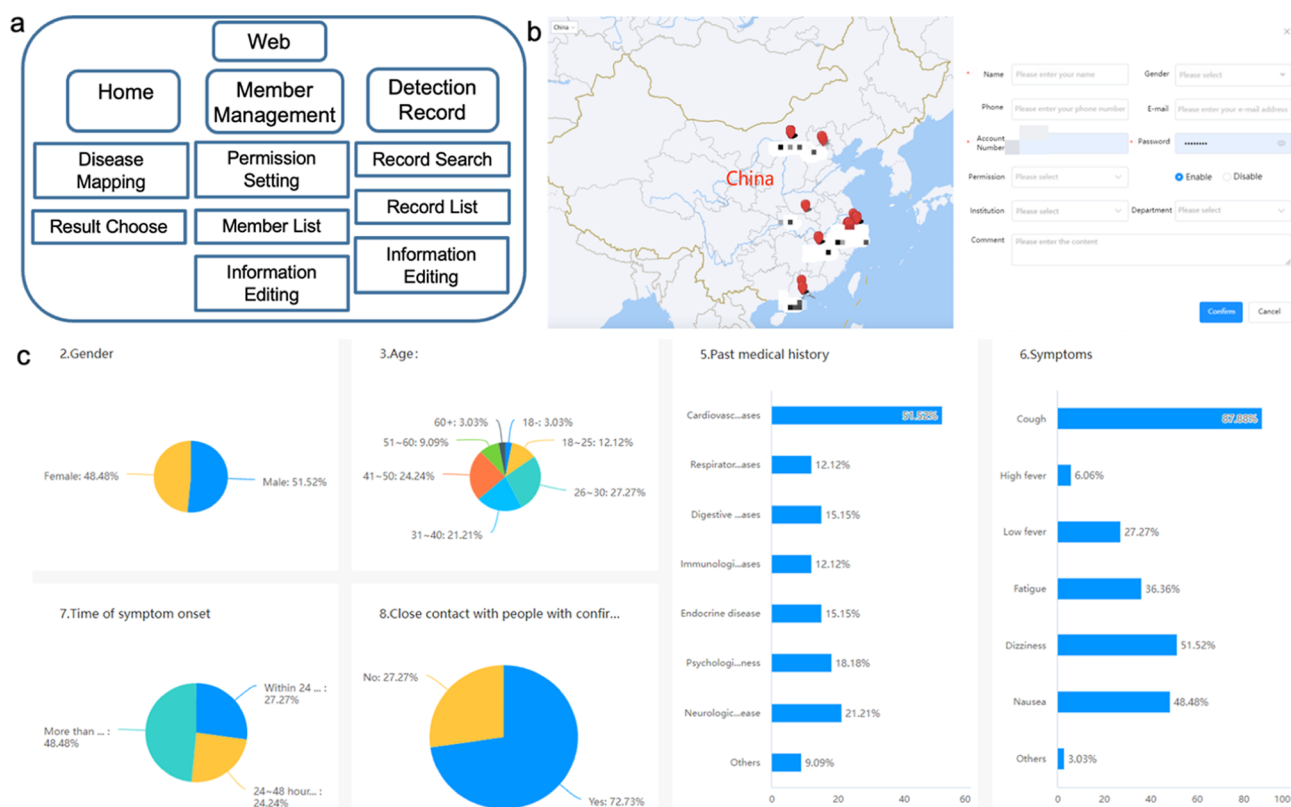 a
Web
Home
Member
Management
Detection
Record
Disease
Mapping
Result Choose
Permission
Setting
Member List
Information
Editing
Record Search
Record List
Information
Editing
b
China
China
* Name
Please enter your name
Gender
Please select
Phone
Please enter your phone number
E-mail
Please enter your e-mail address
* Account
Number
* Password
••••••••
Permission
Please select
Enable
Disable
Institution
Please select
Department
Please select
Comment
Please enter the content
Confirm
Cancel
c
2.Gender
Female: 48.48%
Male: 51.52%
3.Age:
60+: 3.03%
18-: 3.03%
51~60: 9.09%
18~25: 12.12%
41~50: 24.24%
26~30: 27.27%
31~40: 21.21%
7.Time of symptom onset
Within 24 ... :
27.27%
More than ... :
48.48%
24~48 hour...:
24.24%
8.Close contact with people with confir...
No: 27.27%
Yes: 72.73%
5.Past medical history
Cardiovasc...ases
51.52%
Respirator...ases
12.12%
Digestive ...ases
15.15%
Immunologi...ases
12.12%
Endocrine disease
15.15%
Psychologi...ness
18.18%
Neurologic...ease
21.21%
Others
9.09%
0 20 40 60
6.Symptoms
Cough
87.88%
High fever
6.06%
Low fever
27.27%
Fatigue
36.36%
Dizziness
51.52%
Nausea
48.48%
Others
3.03%
0 20 40 60 80 100